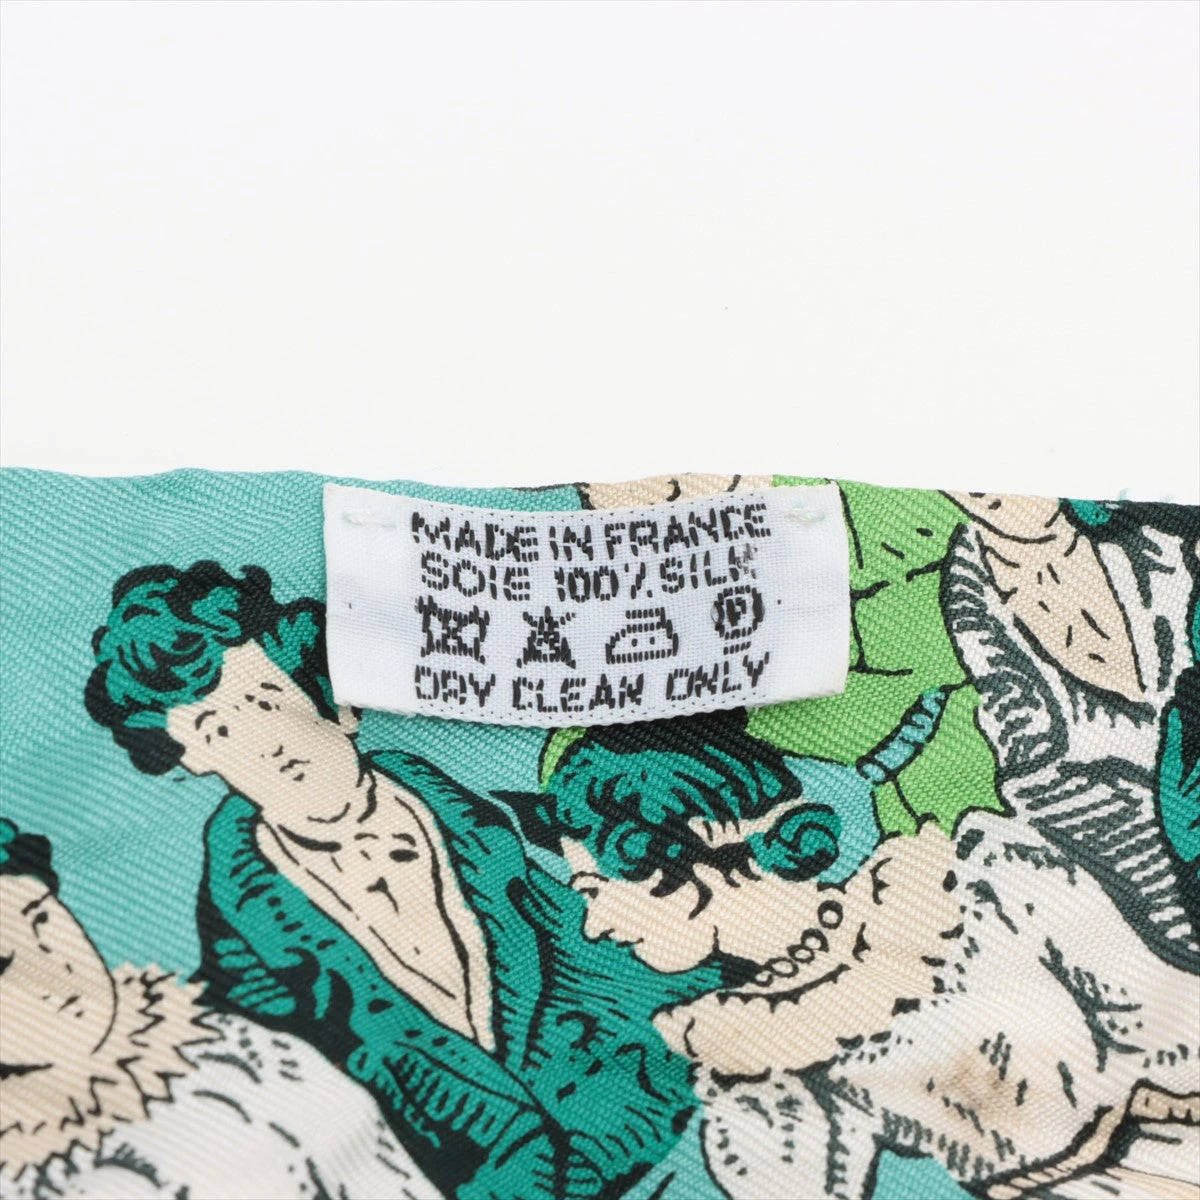 MADE IN FRANCE
SOIE 100% SILK
P
DRY CLEAN ONLY